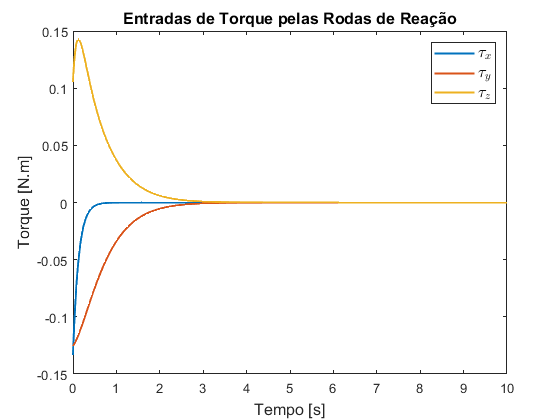 Entradas de Torque pelas Rodas de Reação
τx
τy
τz
0.15
0.1
0.05
0
-0.05
-0.1
-0.15
Torque [N.m]
0 1 2 3 4 5 6 7 8 9 10
Tempo [s]